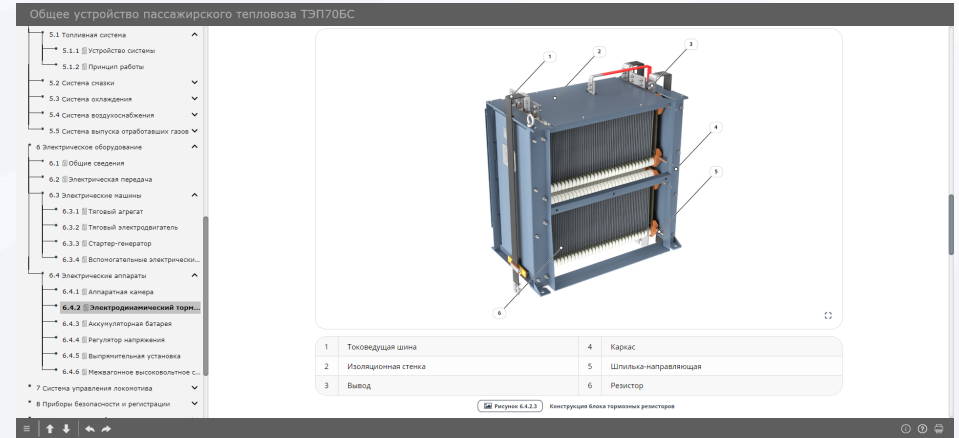 Общее устройство пассажирского тепловоза ТЭП70БС
5.1 Топливная система
5.1.1 Устройство системы
5.1.2 Принцип работы
5.2 Система смазки
5.3 Система охлаждения
5.4 Система воздухоснабжения
5.5 Система выпуска отработавших газов
6 Электрическое оборудование
6.1 Общие сведения
6.2 Электрическая передача
6.3 Электрические машины
6.3.1 Тяговый агрегат
6.3.2 Тяговый электродвигатель
6.3.3 Стартер-генератор
6.3.4 Вспомогательные электрически...
6.4 Электрические аппараты
6.4.1 Аппаратная камера
6.4.2 Электродинамический торм...
6.4.3 Аккумуляторная батарея
6.4.4 Регулятор напряжения
6.4.5 Выпрямительная установка
6.4.6 Межвагонное высоковольтное с...
7 Система управления локомотива
8 Приборы безопасности и регистрации
1
2
3
4
5
6
1 Токоведущая шина 4 Каркас
2 Изоляционная стенка 5 Шпилька-направляющая
3 Вывод 6 Резистор
Рисунок 6.4.2.3 Конструкция блока тормозных резисторов